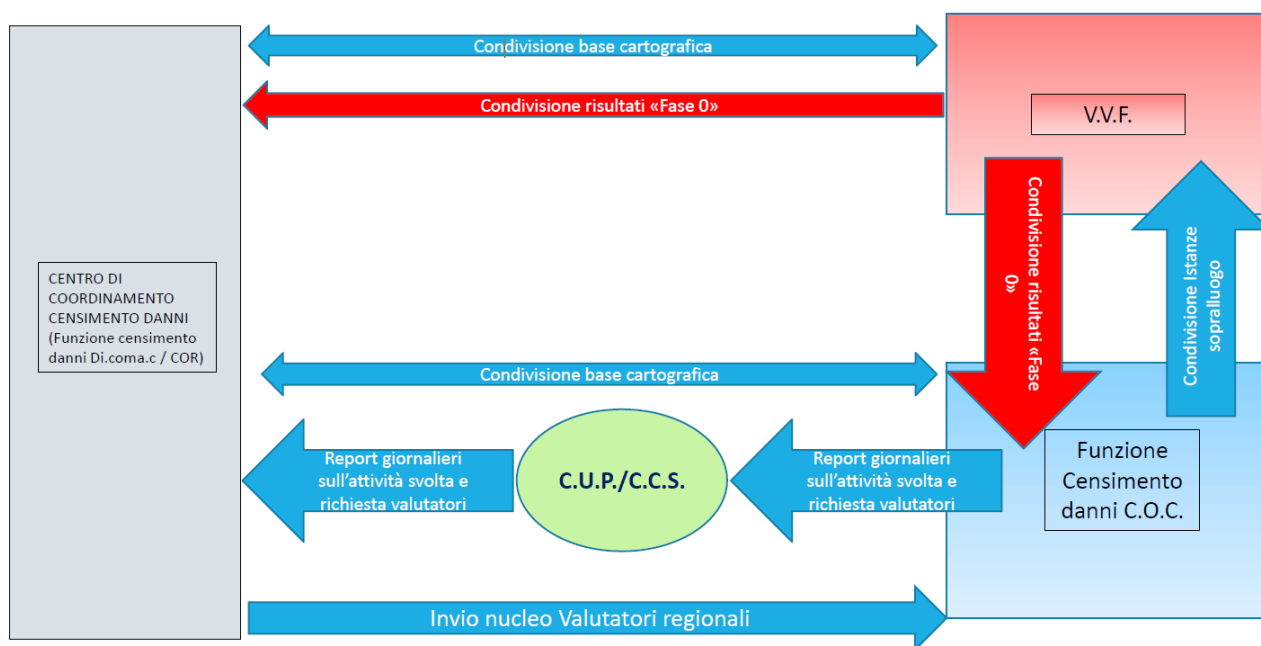 Condivisione base cartografica
Condivisione risultati «Fase 0»
V.V.F.
Condivisione risultati «Fase
0»
Condivisione Istanze
sopralluogo
CENTRO DI
COORDINAMENTO
CENSIMENTO DANNI
(Funzione censimento
danni Di.coma.c / COR)
Condivisione base cartografica
Report giornalieri
sull’attività svolta e
richiesta valutatori
C.U.P./C.C.S.
Report giornalieri
sull’attività svolta e
richiesta valutatori
Funzione
Censimento
danni C.O.C.
Invio nucleo Valutatori regionali